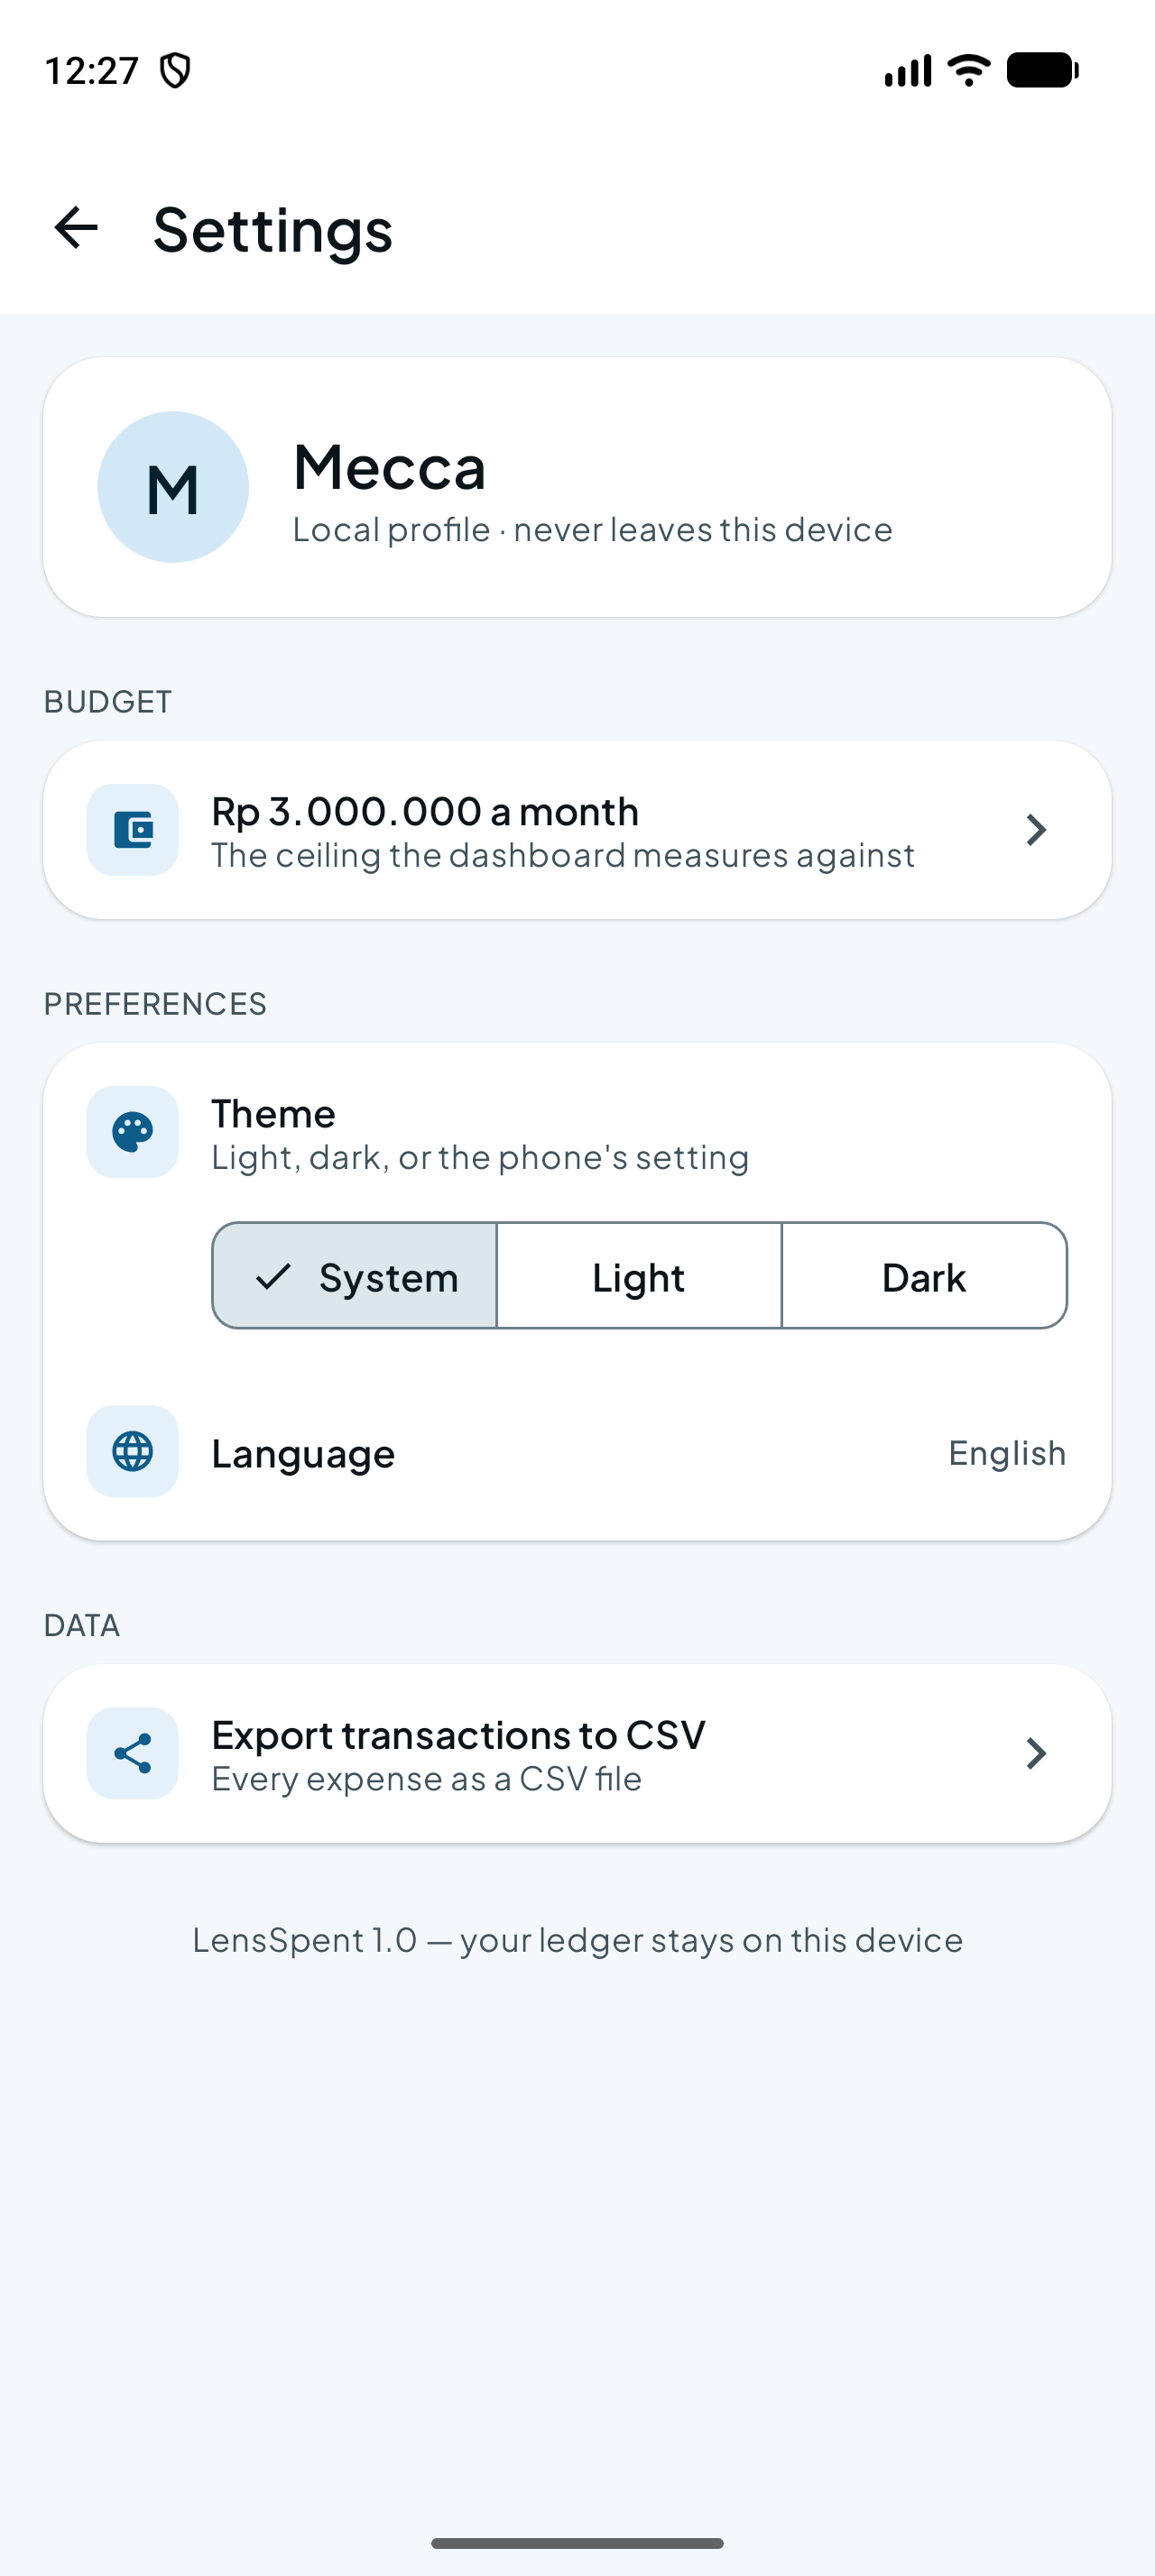 12:27
Settings
M
Mecca
Local profile · never leaves this device
BUDGET
Rp 3.000.000 a month
The ceiling the dashboard measures against
PREFERENCES
Theme
Light, dark, or the phone's setting
System
Light
Dark
Language
English
DATA
Export transactions to CSV
Every expense as a CSV file
LensSpent 1.0 — your ledger stays on this device